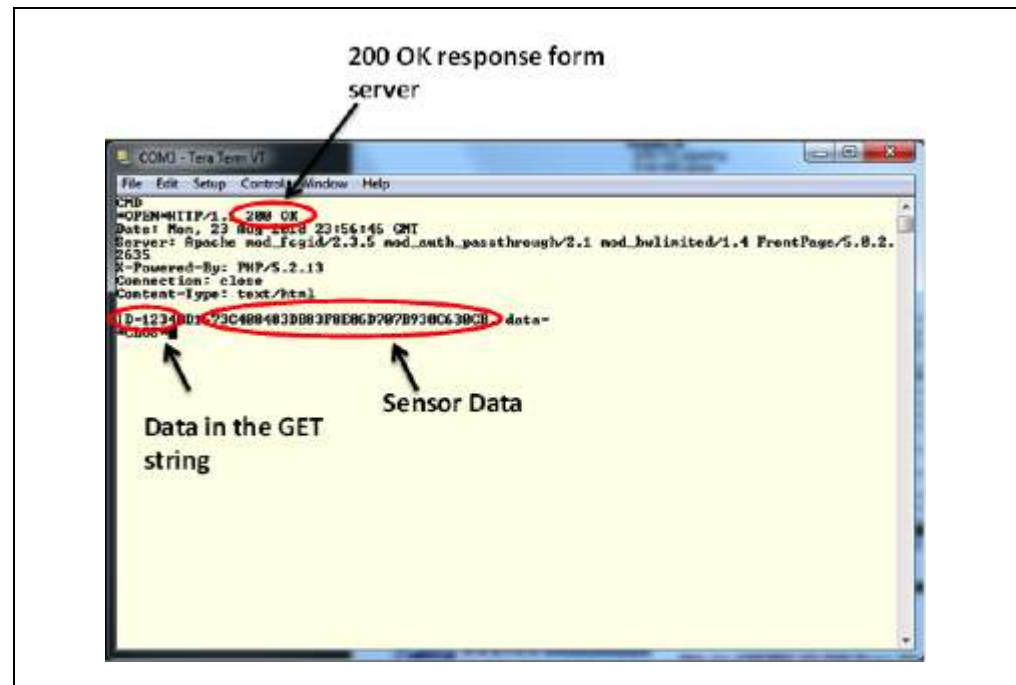 200 OK response form
server
COM3 - Tera Term VT
File Edit Setup Control Window Help
CMD
*OPEN*HTTP/1. 200 OK
Date: Mon, 23 Aug 2010 23:56:45 GMT
Server: Apache mod_fcgid/2.3.5 mod_auth_passthrough/2.1 mod_bwlimited/1.4 FrontPage/5.0.2.
2635
X-Powered-By: PHP/5.2.13
Connection: close
Content-Type: text/html
data=
*CLOS*
Sensor Data
Data in the GET
string